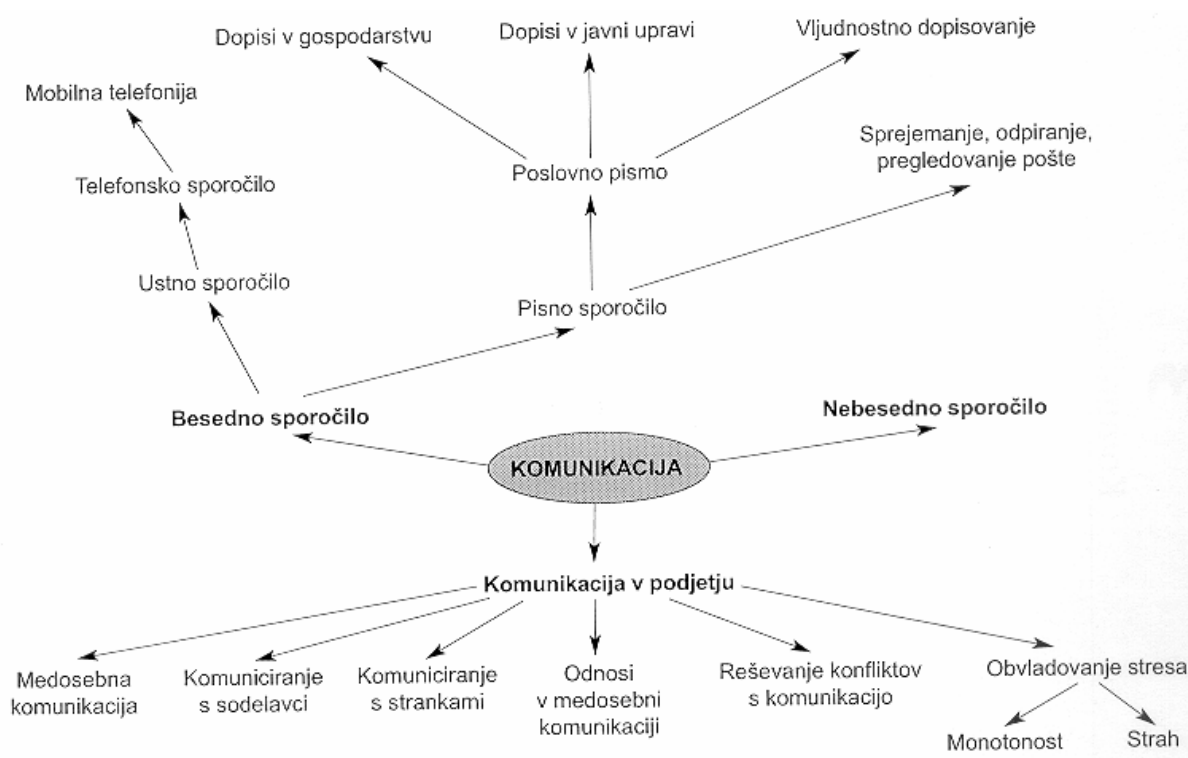 Dopisi v gospodarstvu
Dopisi v javni upravi
Vljudnostno dopisovanje
Mobilna telefonija
Sprejemanje, odpiranje,
pregledovanje pošte
Telefonsko sporočilo
Poslovno pismo
Ustno sporočilo
Pisno sporočilo
Besedno sporočilo
Nebesedno sporočilo
KOMUNIKACIJA
Komunikacija v podjetju
Medosebna
komunikacija
Komuniciranje
s sodelavci
Komuniciranje
s strankami
Odnosi
v medosebni
komunikaciji
Reševanje konfliktov
s komunikacijo
Obvladovanje stresa
Monotonost
Strah